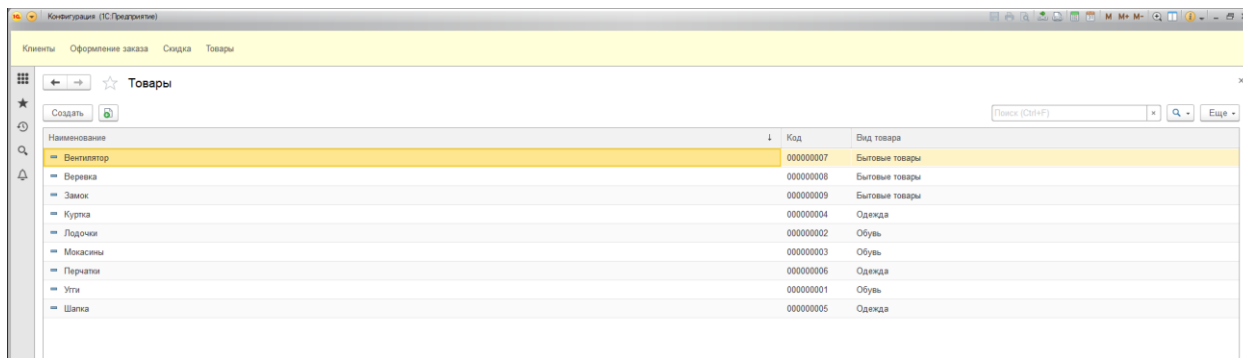 Конфигурация (1С:Предприятие)
M M+ M-
Клиенты Оформление заказа Скидка Товары
Товары
Создать Поиск (Ctrl+F) Еще
Наименование Код Вид товара
Вентилятор 000000007 Бытовые товары
Веревка 000000008 Бытовые товары
Замок 000000009 Бытовые товары
Куртка 000000004 Одежда
Лодочки 000000002 Обувь
Мокасины 000000003 Обувь
Перчатки 000000006 Одежда
Угги 000000001 Обувь
Шапка 000000005 Одежда